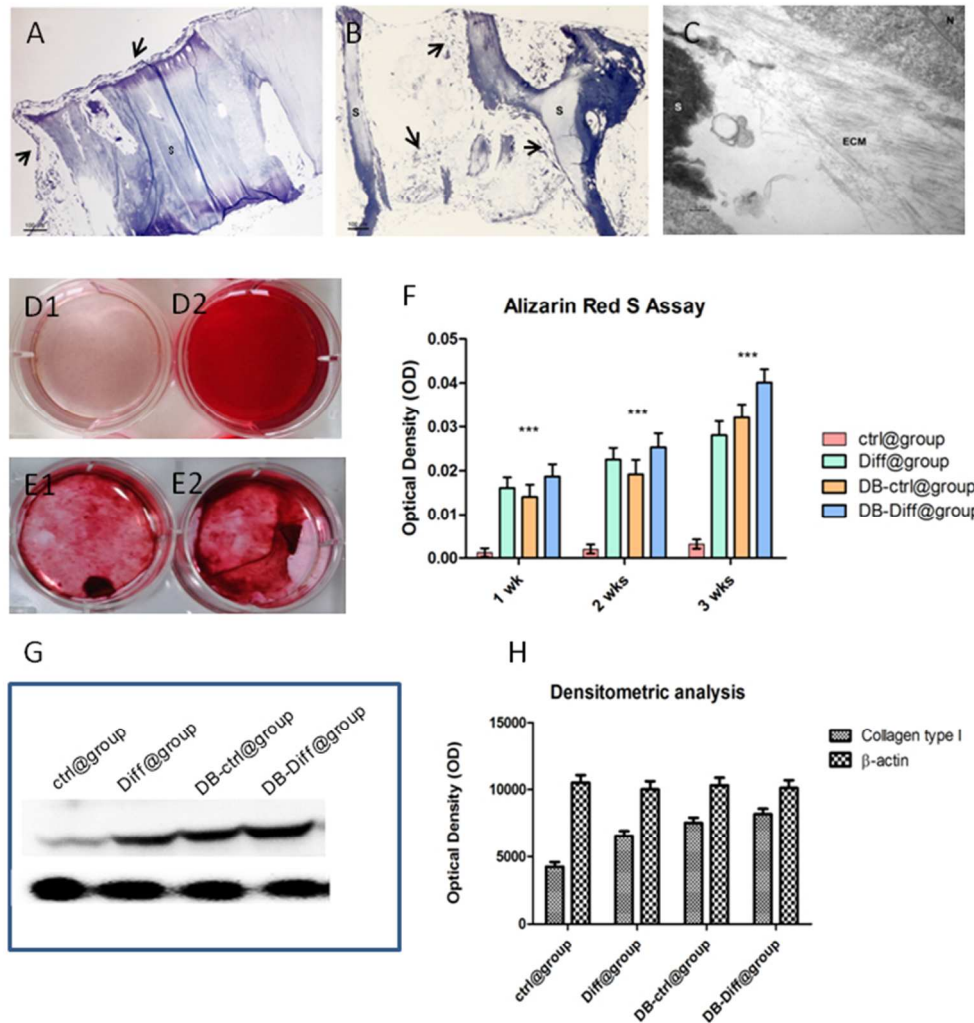 A
B
C
N
S
S
S
S
ECM
100 µm
D1
D2
E1
E2
F
Alizarin Red S Assay
Optical Density (OD)
0.05
0.04
0.03
0.02
0.01
0.00
***
***
***
1 wk
2 wks
3 wks
ctrl@group
Diff@group
DB-ctrl@group
DB-Diff@group
G
ctrl@group
Diff@group
DB-ctrl@group
DB-Diff@group
H
Densitometric analysis
Optical Density (OD)
15000
10000
5000
0
Collagen type I
β-actin
ctrl@group
Diff@group
DB-ctrl@group
DB-Diff@group